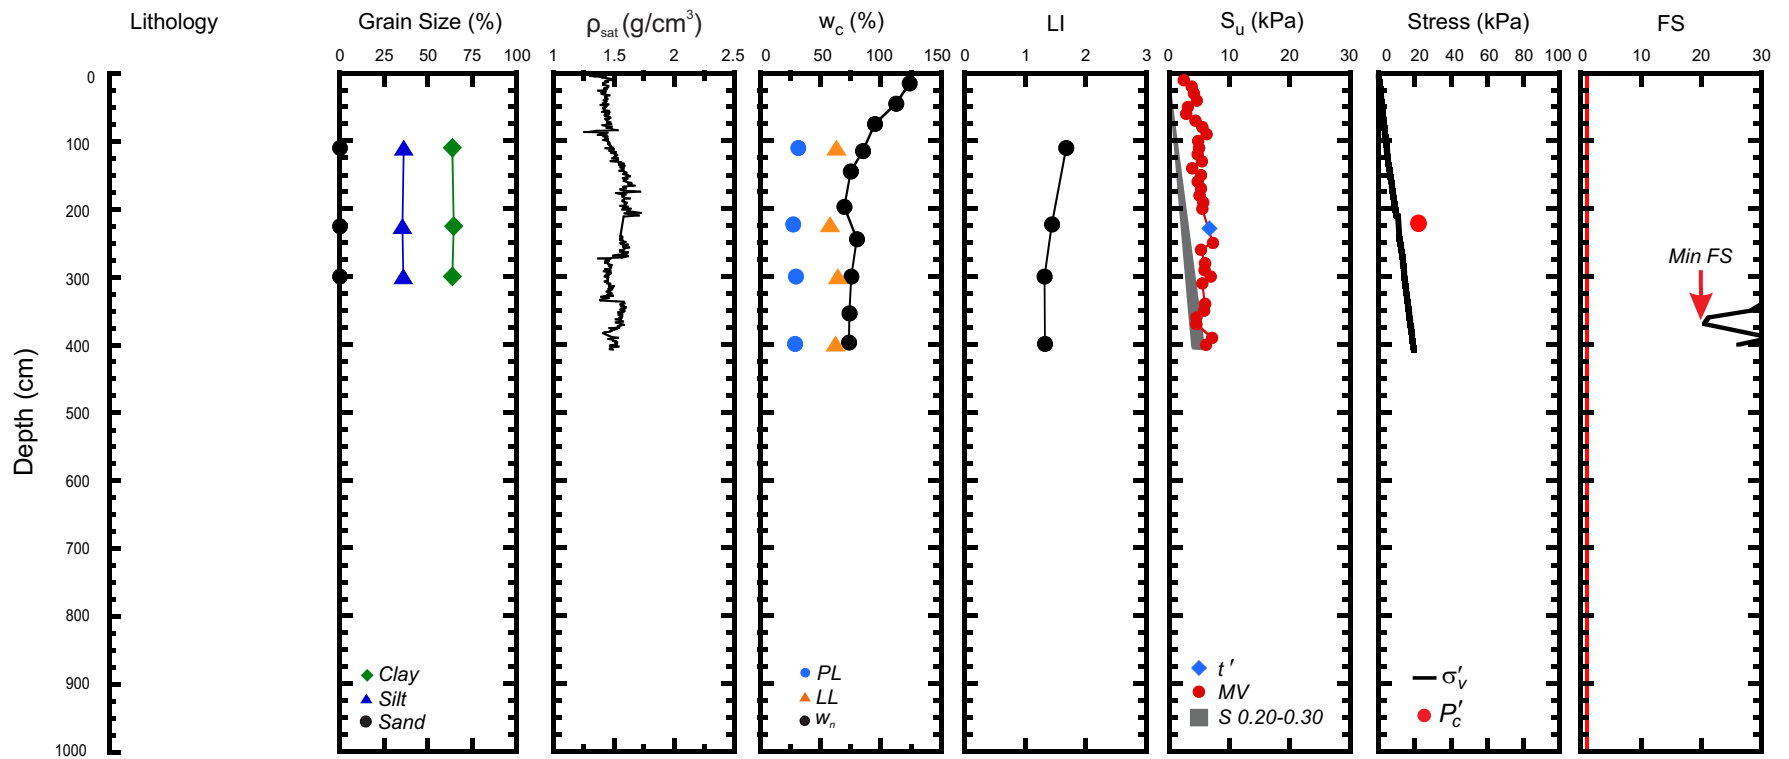 Lithology Grain Size (%) ρsat (g/cm³) wc (%) LI Su (kPa) Stress (kPa) FS
0 25 50 75 100 1 1.5 2 2.5 0 50 100 150 0 1 2 3 0 10 20 30 0 20 40 60 80 100 0 10 20 30
0
100
200
Min FS
300
400
Depth (cm)
500
600
700
800
900
1000
Clay
Silt
Sand
PL
LL
wn
t′
MV
S 0.20-0.30
σ′v
P′c